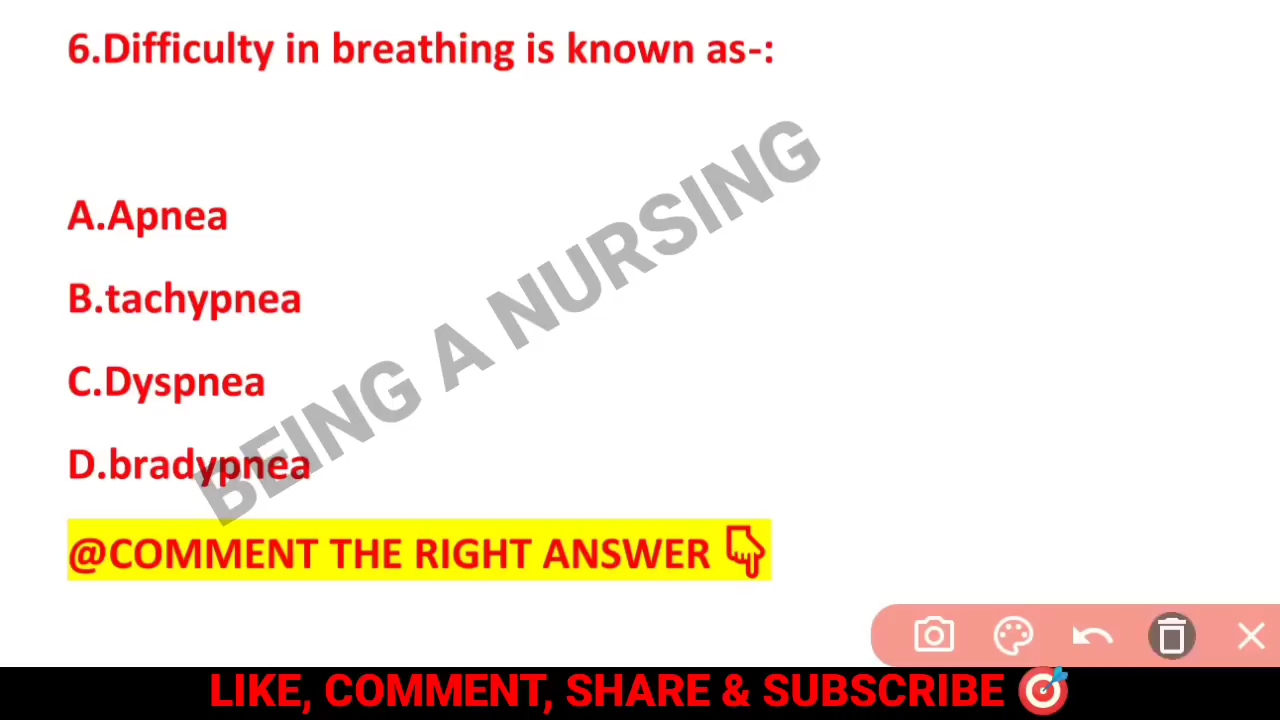 6.Difficulty in breathing is known as-:
A.Apnea
B.tachypnea
C.Dyspnea
D.bradypnea
BEING A NURSING
@COMMENT THE RIGHT ANSWER
LIKE, COMMENT, SHARE & SUBSCRIBE